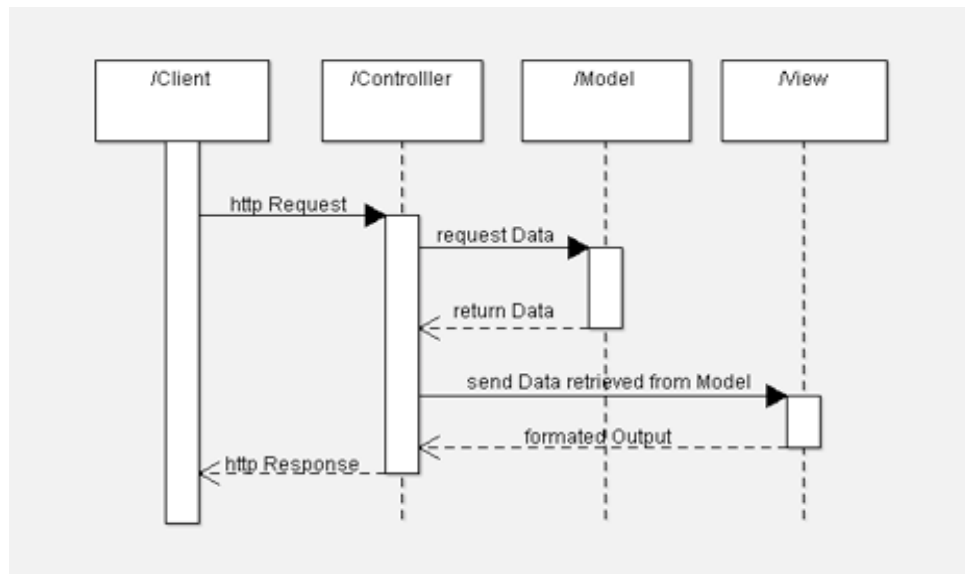 /Client
/Controlller
/Model
/View
http Request
request Data
return Data
send Data retrieved from Model
formated Output
http Response